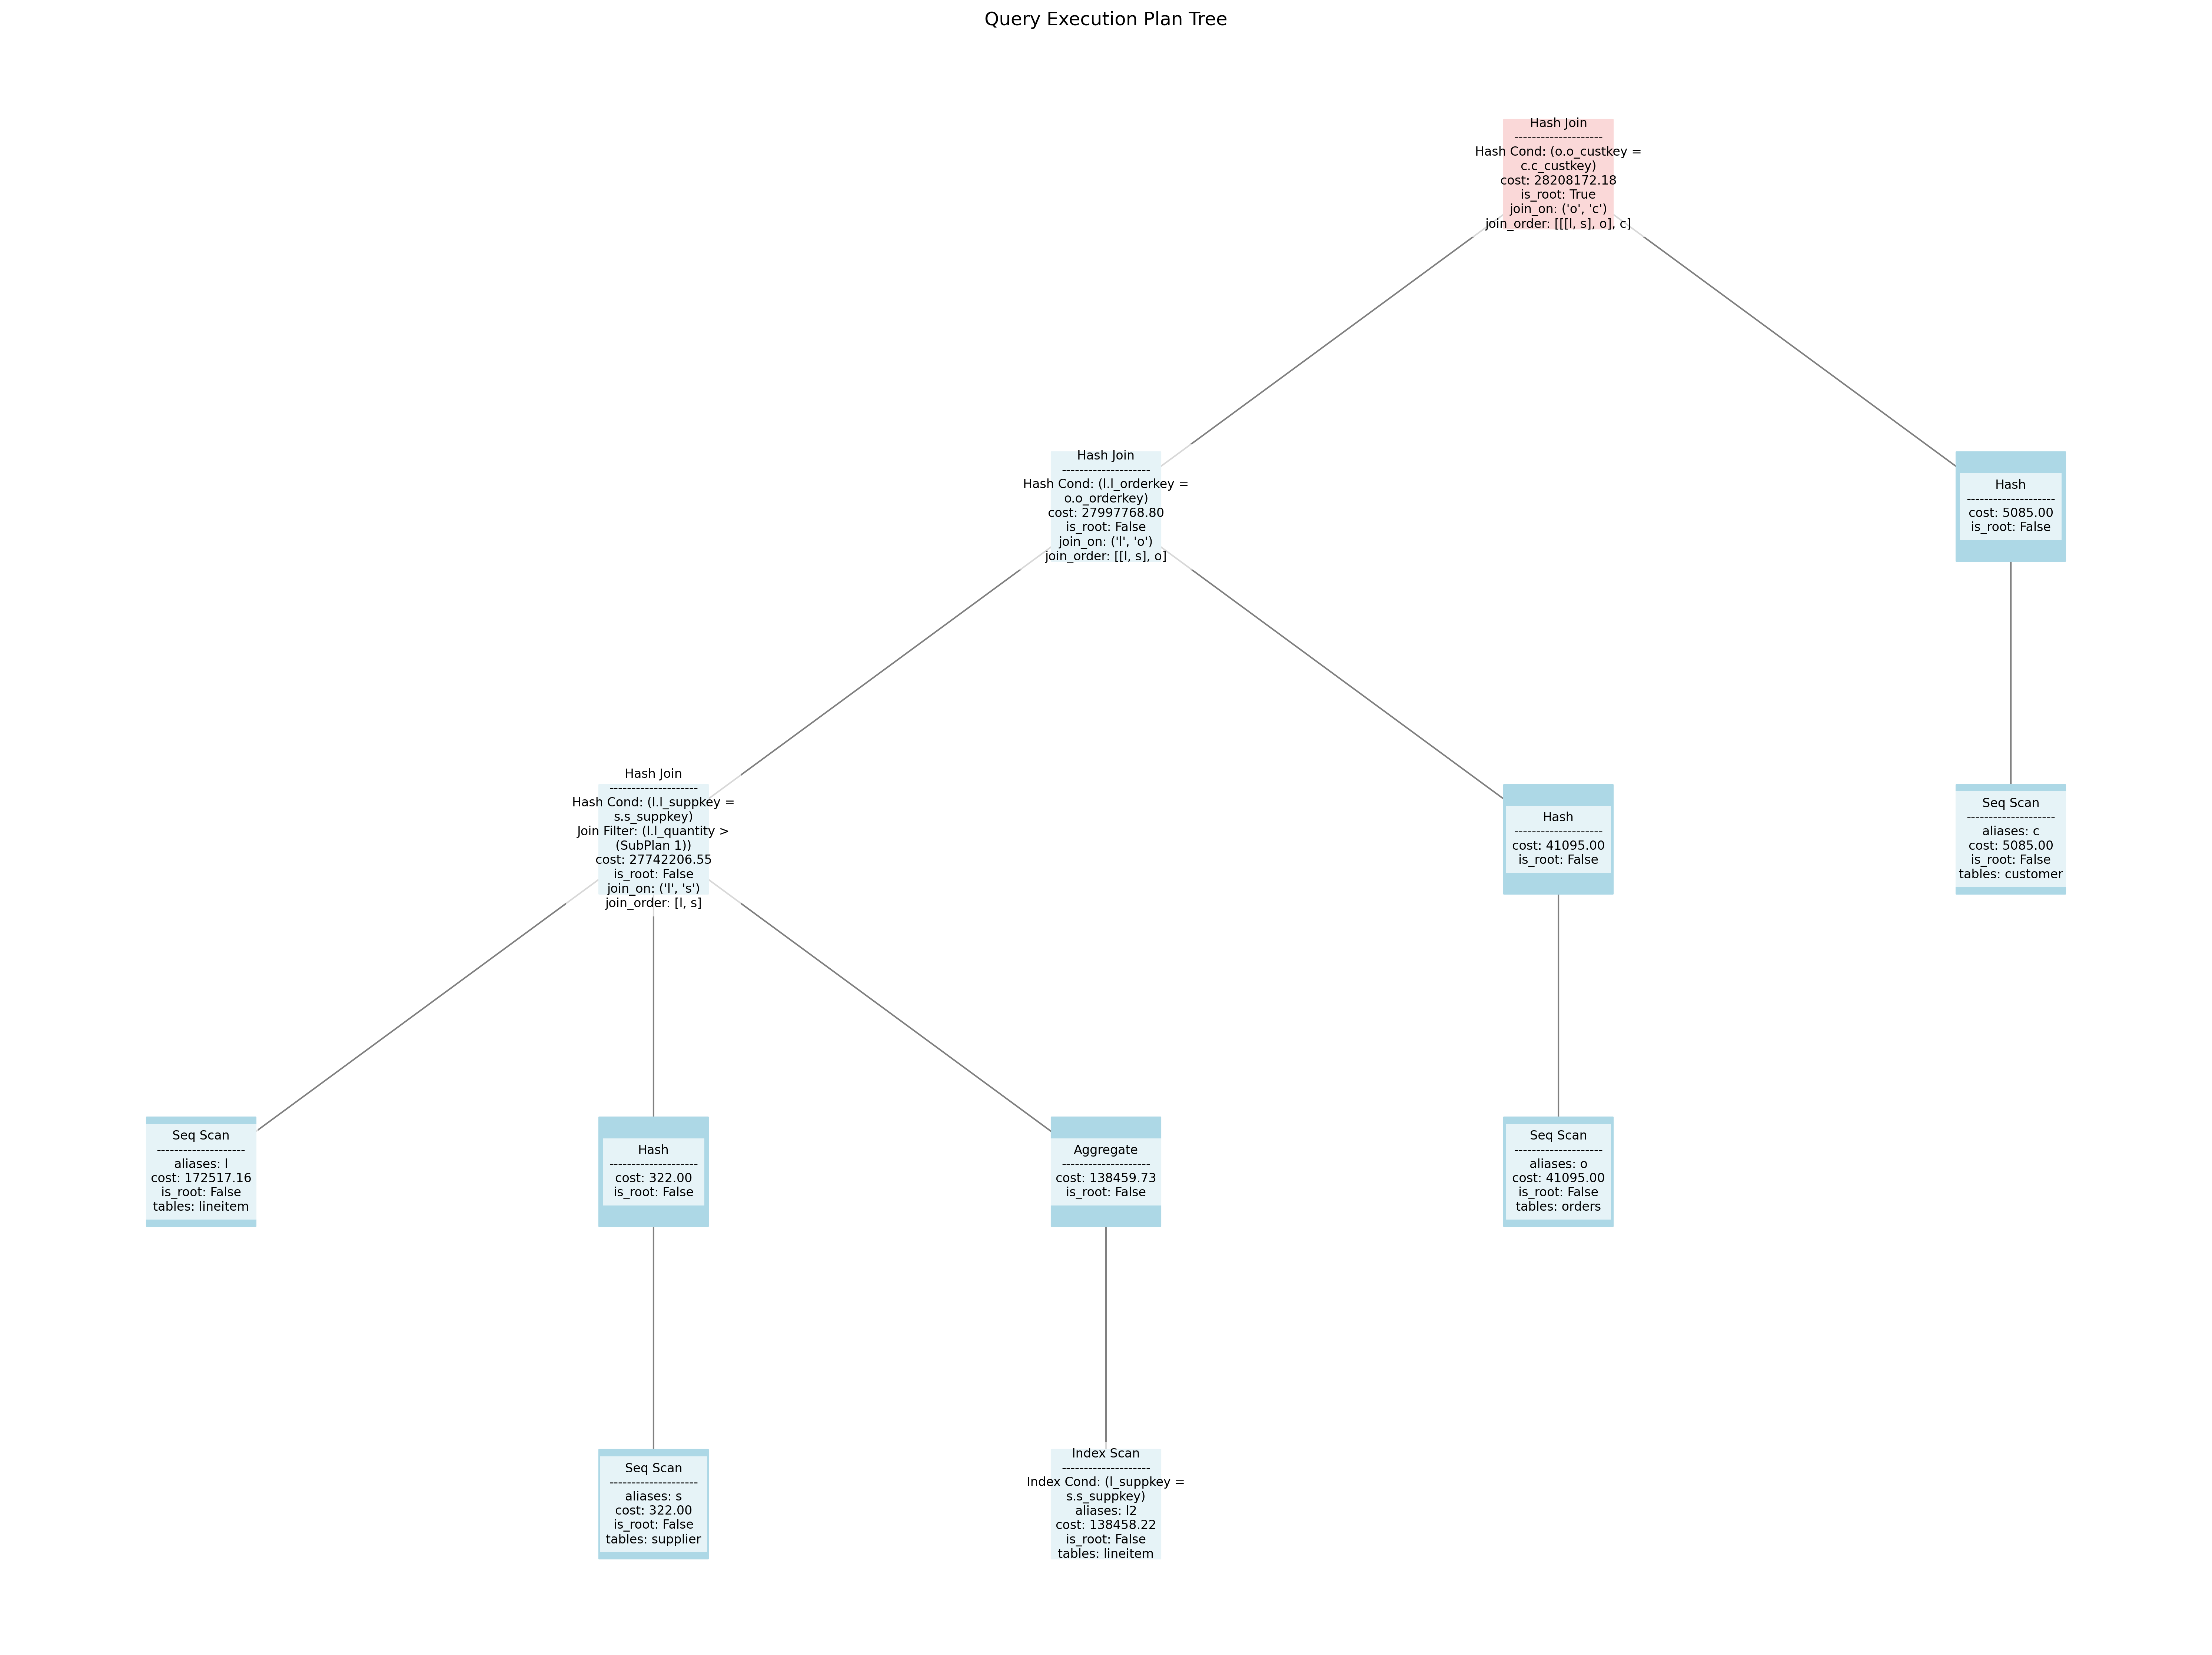 Query Execution Plan Tree
Hash Join
--------------------
Hash Cond: (o.o_custkey =
c.c_custkey)
cost: 28208172.18
is_root: True
join_on: ('o', 'c')
join_order: [[[l, s], o], c]
Hash Join
--------------------
Hash Cond: (l.l_orderkey =
o.o_orderkey)
cost: 27997768.80
is_root: False
join_on: ('l', 'o')
join_order: [[l, s], o]
Hash
--------------------
cost: 5085.00
is_root: False
Hash Join
--------------------
Hash Cond: (l.l_suppkey =
s.s_suppkey)
Join Filter: (l.l_quantity >
(SubPlan 1))
cost: 27742206.55
is_root: False
join_on: ('l', 's')
join_order: [l, s]
Hash
--------------------
cost: 41095.00
is_root: False
Seq Scan
--------------------
aliases: c
cost: 5085.00
is_root: False
tables: customer
Seq Scan
--------------------
aliases: l
cost: 172517.16
is_root: False
tables: lineitem
Hash
--------------------
cost: 322.00
is_root: False
Aggregate
--------------------
cost: 138459.73
is_root: False
Seq Scan
--------------------
aliases: o
cost: 41095.00
is_root: False
tables: orders
Seq Scan
--------------------
aliases: s
cost: 322.00
is_root: False
tables: supplier
Index Scan
--------------------
Index Cond: (l_suppkey =
s.s_suppkey)
aliases: l2
cost: 138458.22
is_root: False
tables: lineitem